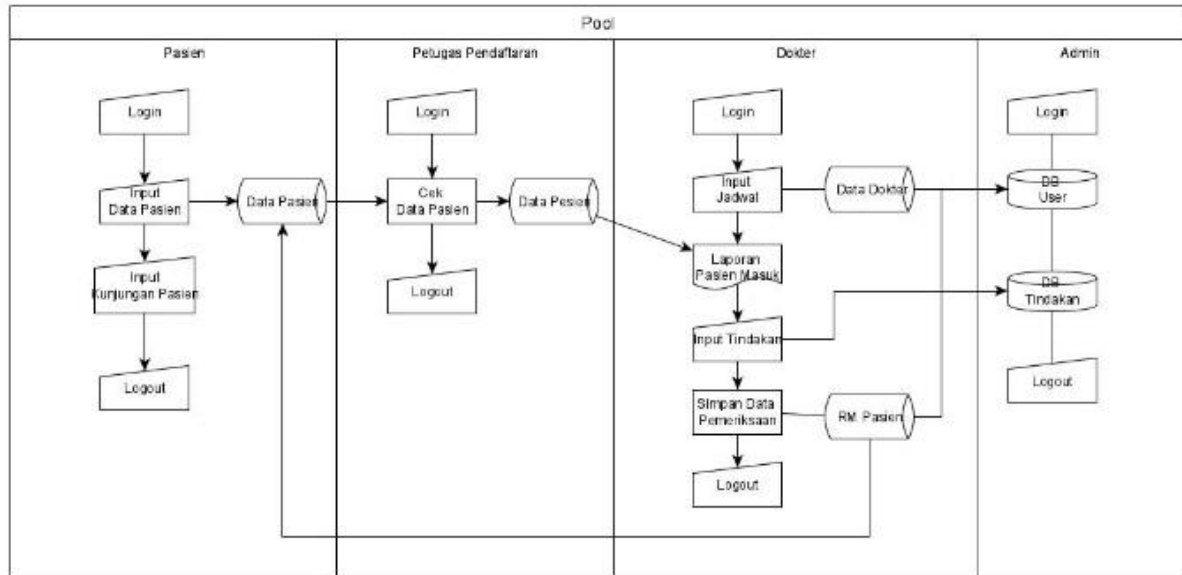 Pool
Pasien
Petugas Pendaftaran
Dokter
Admin
Login
Input
Data Pasien
Data Pasien
Input
Kunjungan Pasien
Logout
Login
Cek
Data Pasien
Data Pesien
Logout
Login
Input
Jadwal
Data Dokter
Laporan
Pasien Masuk
Input Tindakan
Simpan Data
Pemeriksaan
RM Pasien
Logout
Login
DB
User
DB
Tindakan
Logout